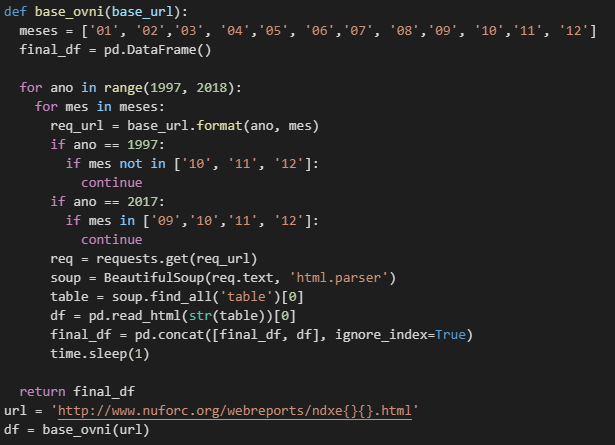 def base_ovni(base_url):
  meses = ['01', '02','03', '04','05', '06','07', '08','09', '10','11', '12']
  final_df = pd.DataFrame()

  for ano in range(1997, 2018):
    for mes in meses:
      req_url = base_url.format(ano, mes)
      if ano == 1997:
        if mes not in ['10', '11', '12']:
          continue
      if ano == 2017:
        if mes in ['09','10','11', '12']:
          continue
      req = requests.get(req_url)
      soup = BeautifulSoup(req.text, 'html.parser')
      table = soup.find_all('table')[0]
      df = pd.read_html(str(table))[0]
      final_df = pd.concat([final_df, df], ignore_index=True)
      time.sleep(1)

  return final_df
url = 'http://www.nuforc.org/webreports/ndxe{}{}.html'
df = base_ovni(url)